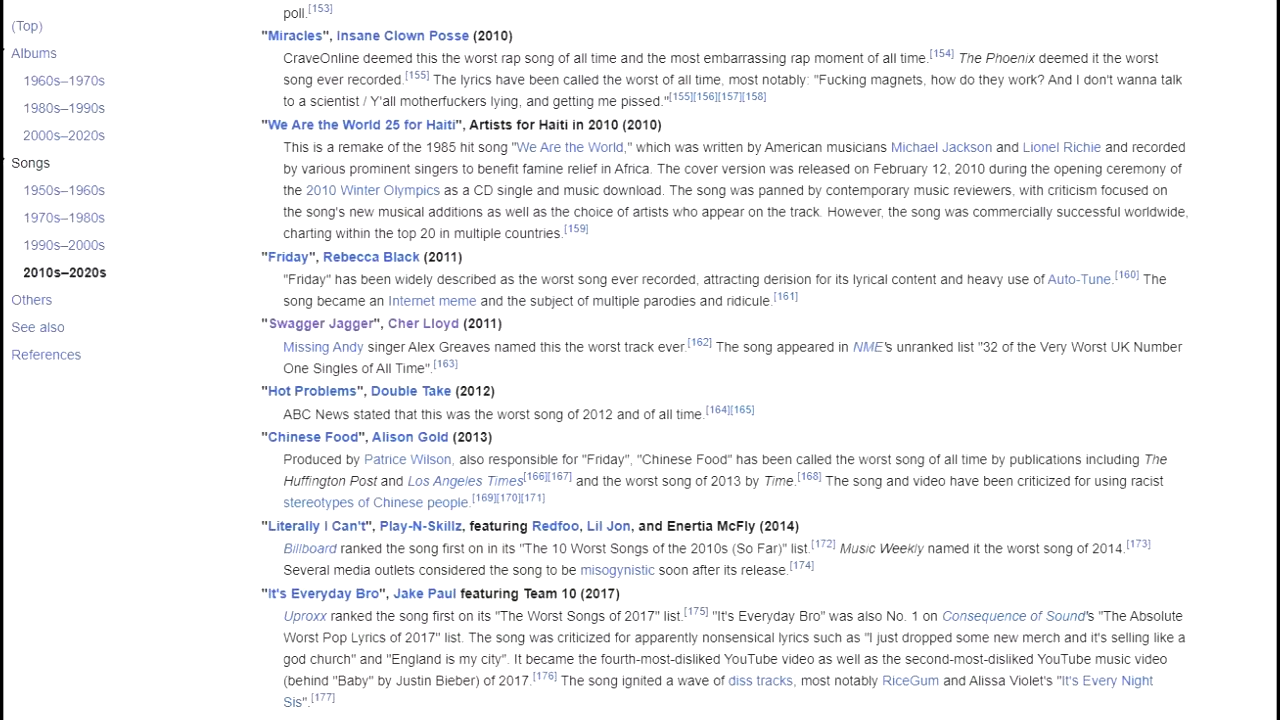 (Top)
Albums
1960s–1970s
1980s–1990s
2000s–2020s
Songs
1950s–1960s
1970s–1980s
1990s–2000s
2010s–2020s
Others
See also
References
poll.[153]
"Miracles", Insane Clown Posse (2010)
CraveOnline deemed this the worst rap song of all time and the most embarrassing rap moment of all time.[154] The Phoenix deemed it the worst
song ever recorded.[155] The lyrics have been called the worst of all time, most notably: "Fucking magnets, how do they work? And I don't wanna talk
to a scientist / Y'all motherfuckers lying, and getting me pissed."[155][156][157][158]
"We Are the World 25 for Haiti", Artists for Haiti in 2010 (2010)
This is a remake of the 1985 hit song "We Are the World," which was written by American musicians Michael Jackson and Lionel Richie and recorded
by various prominent singers to benefit famine relief in Africa. The cover version was released on February 12, 2010 during the opening ceremony of
the 2010 Winter Olympics as a CD single and music download. The song was panned by contemporary music reviewers, with criticism focused on
the song's new musical additions as well as the choice of artists who appear on the track. However, the song was commercially successful worldwide,
charting within the top 20 in multiple countries.[159]
"Friday", Rebecca Black (2011)
"Friday" has been widely described as the worst song ever recorded, attracting derision for its lyrical content and heavy use of Auto-Tune.[160] The
song became an Internet meme and the subject of multiple parodies and ridicule.[161]
"Swagger Jagger", Cher Lloyd (2011)
Missing Andy singer Alex Greaves named this the worst track ever.[162] The song appeared in NME's unranked list "32 of the Very Worst UK Number
One Singles of All Time".[163]
"Hot Problems", Double Take (2012)
ABC News stated that this was the worst song of 2012 and of all time.[164][165]
"Chinese Food", Alison Gold (2013)
Produced by Patrice Wilson, also responsible for "Friday", "Chinese Food" has been called the worst song of all time by publications including The
Huffington Post and Los Angeles Times[166][167] and the worst song of 2013 by Time.[168] The song and video have been criticized for using racist
stereotypes of Chinese people.[169][170][171]
"Literally I Can't", Play-N-Skillz, featuring Redfoo, Lil Jon, and Enertia McFly (2014)
Billboard ranked the song first on in its "The 10 Worst Songs of the 2010s (So Far)" list.[172] Music Weekly named it the worst song of 2014.[173]
Several media outlets considered the song to be misogynistic soon after its release.[174]
"It's Everyday Bro", Jake Paul featuring Team 10 (2017)
Uproxx ranked the song first on its "The Worst Songs of 2017" list.[175] "It's Everyday Bro" was also No. 1 on Consequence of Sound's "The Absolute
Worst Pop Lyrics of 2017" list. The song was criticized for apparently nonsensical lyrics such as "I just dropped some new merch and it's selling like a
god church" and "England is my city". It became the fourth-most-disliked YouTube video as well as the second-most-disliked YouTube music video
(behind "Baby" by Justin Bieber) of 2017.[176] The song ignited a wave of diss tracks, most notably RiceGum and Alissa Violet's "It's Every Night
Sis".[177]